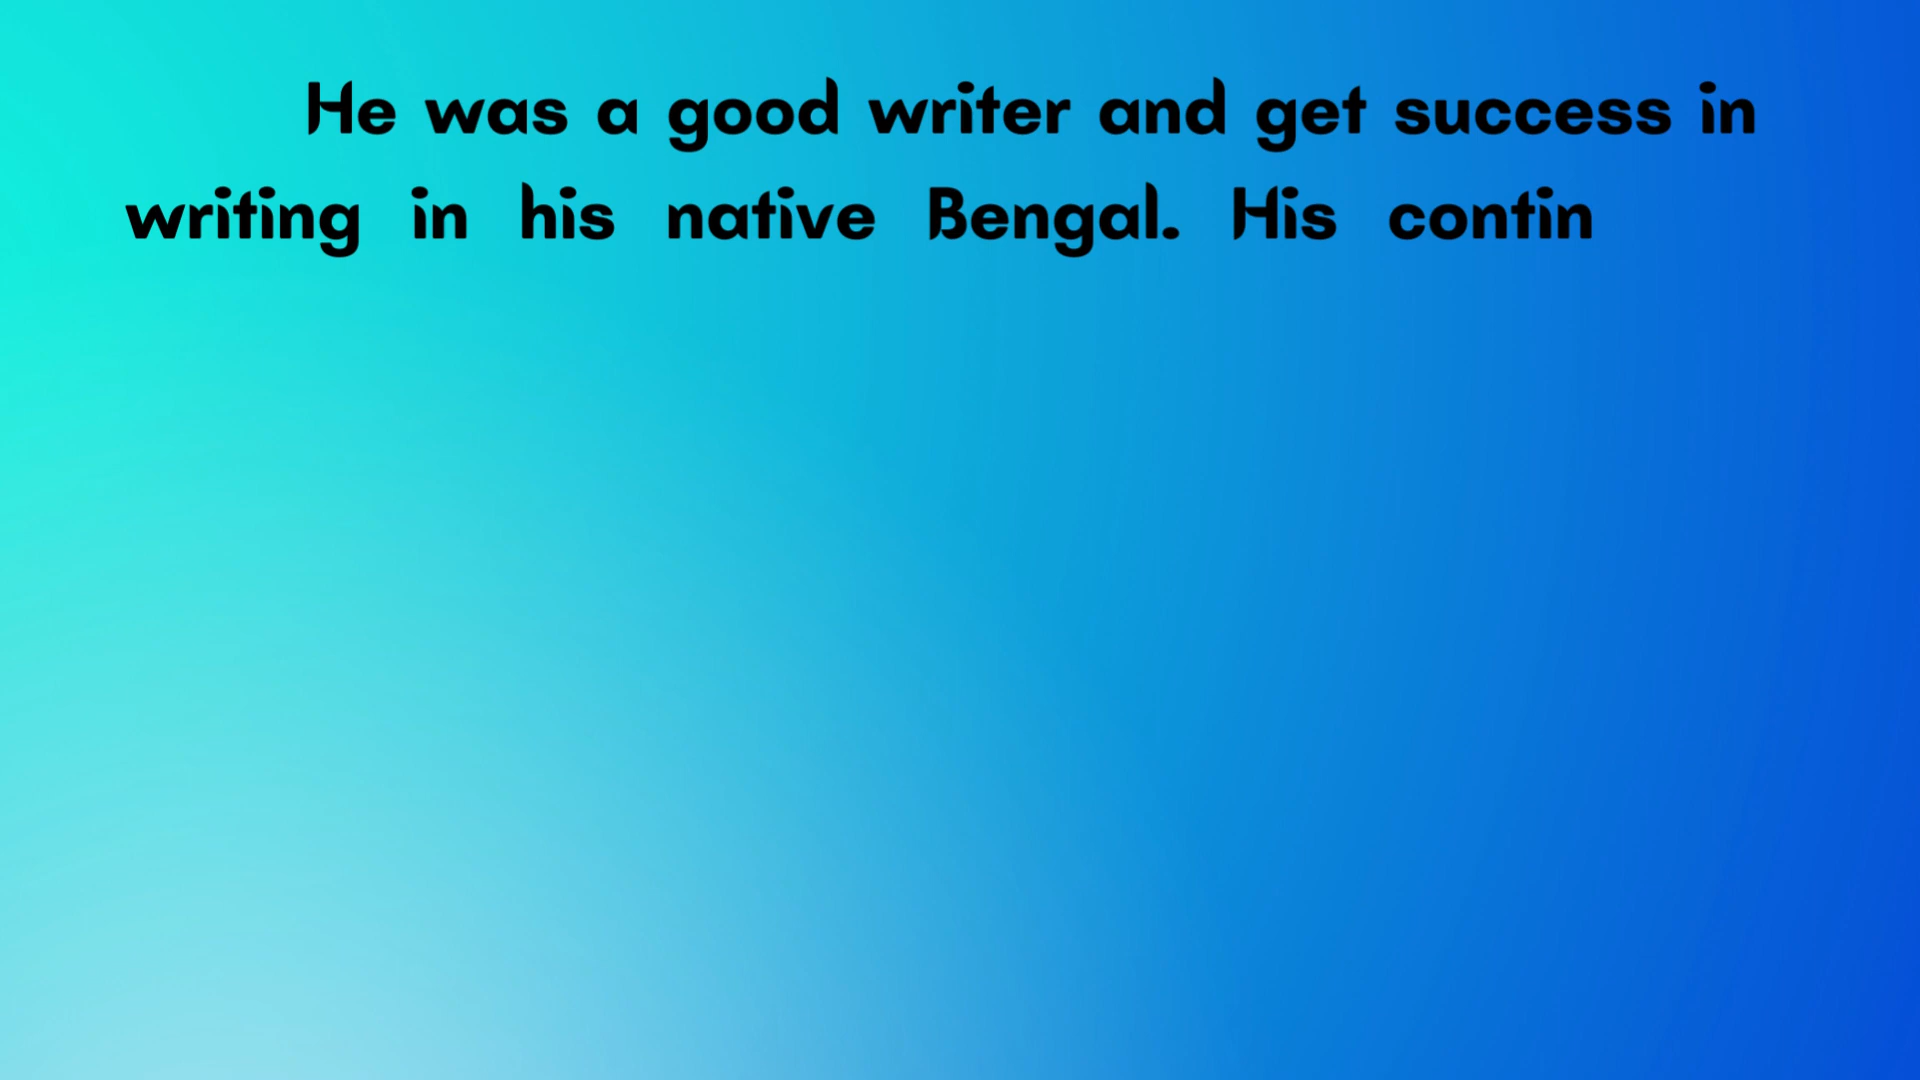 He was a good writer and get success in
writing in his native Bengal. His contin